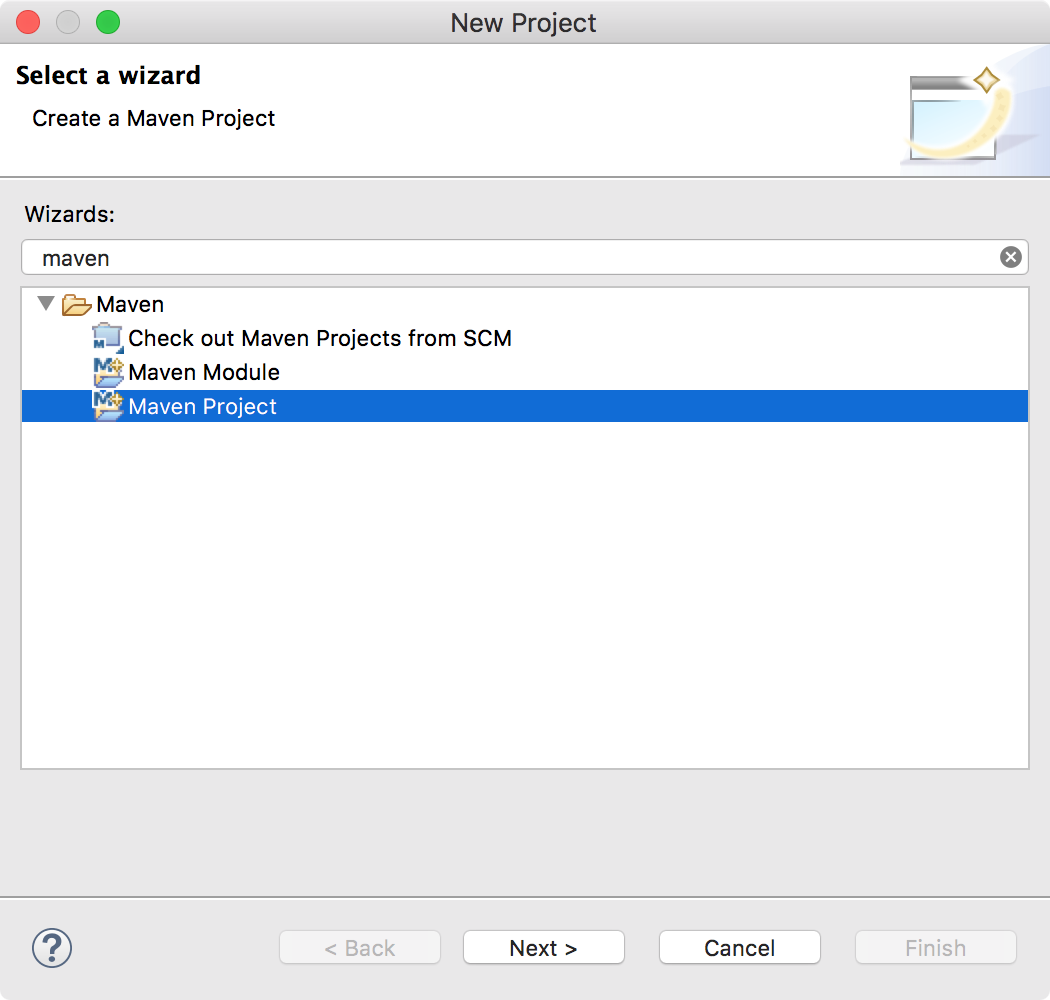 New Project
Select a wizard
Create a Maven Project
Wizards:
maven
Maven
Check out Maven Projects from SCM
Maven Module
Maven Project
? < Back Next > Cancel Finish